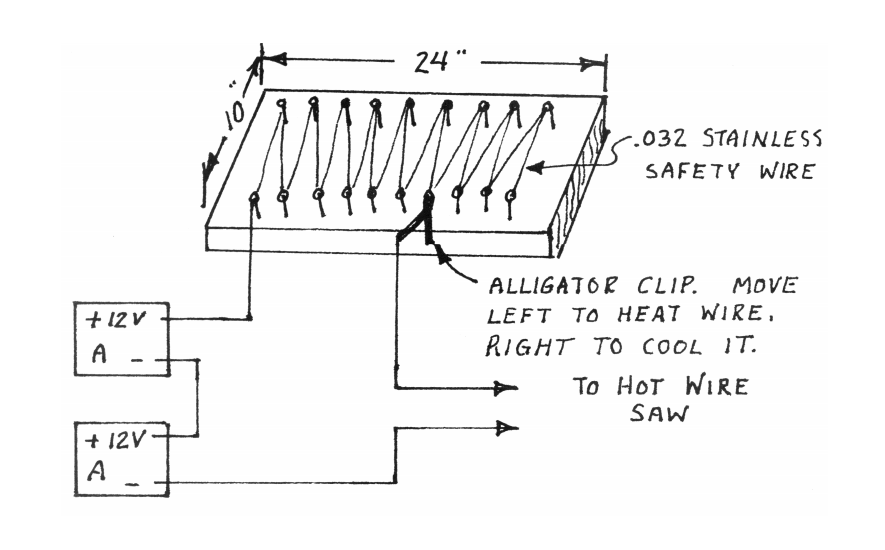 24"
10"
.032 STAINLESS
SAFETY WIRE
ALLIGATOR CLIP. MOVE
LEFT TO HEAT WIRE,
RIGHT TO COOL IT.
+12V
A -
TO HOT WIRE
SAW
+12V
A -